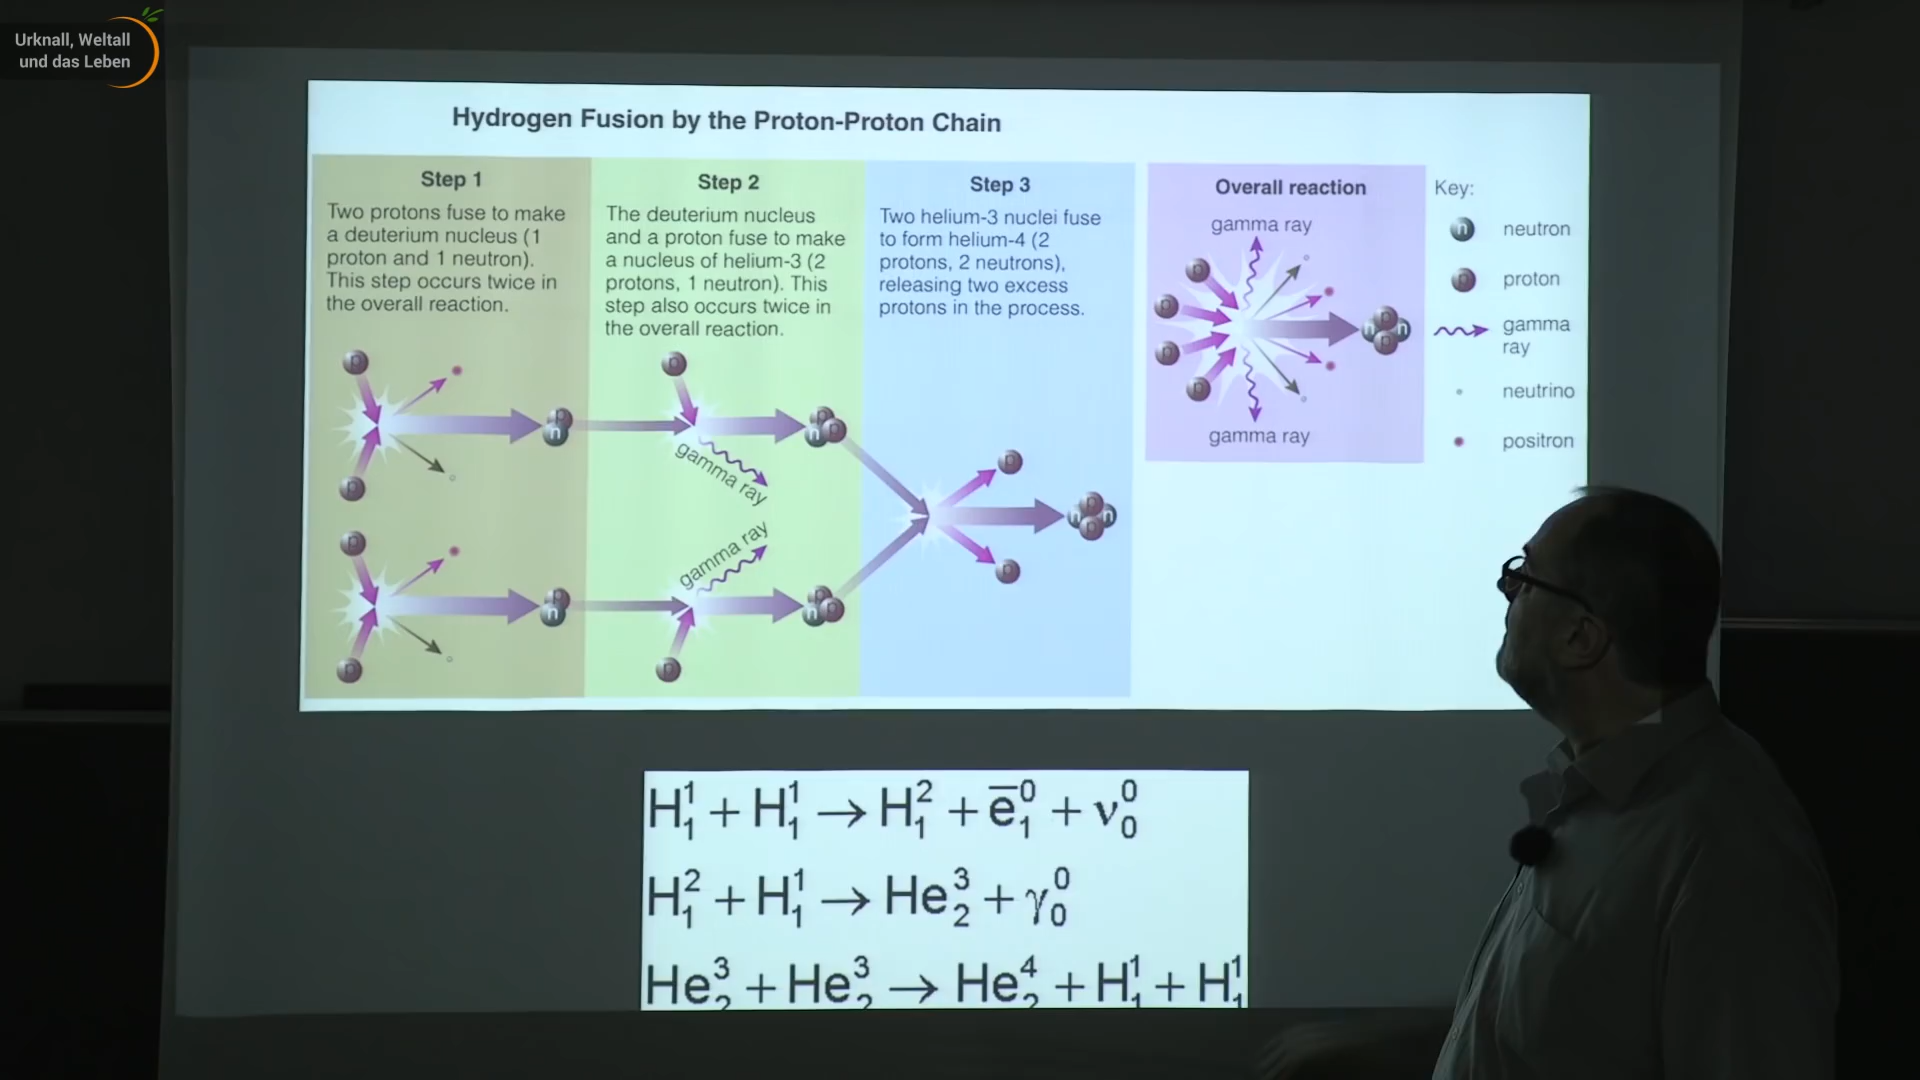 Urknall, Weltall
und das Leben
Hydrogen Fusion by the Proton-Proton Chain
Step 1
Two protons fuse to make
a deuterium nucleus (1
proton and 1 neutron).
This step occurs twice in
the overall reaction.
Step 2
The deuterium nucleus
and a proton fuse to make
a nucleus of helium-3 (2
protons, 1 neutron). This
step also occurs twice in
the overall reaction.
Step 3
Two helium-3 nuclei fuse
to form helium-4 (2
protons, 2 neutrons),
releasing two excess
protons in the process.
p
p
p
n
p
p
p
n
p
gamma ray
p
n p
gamma ray
p
n p
p
p
p
n n
p
p
Overall reaction
gamma ray
p
p
p
p
p
n n
p
gamma ray
Key:
n neutron
p proton
gamma
ray
neutrino
positron
H₁¹ + H₁¹ → H₁² + e̅₁⁰ + ν₀⁰
H₁² + H₁¹ → He₂³ + γ₀⁰
He₂³ + He₂³ → He₂⁴ + H₁¹ + H₁¹